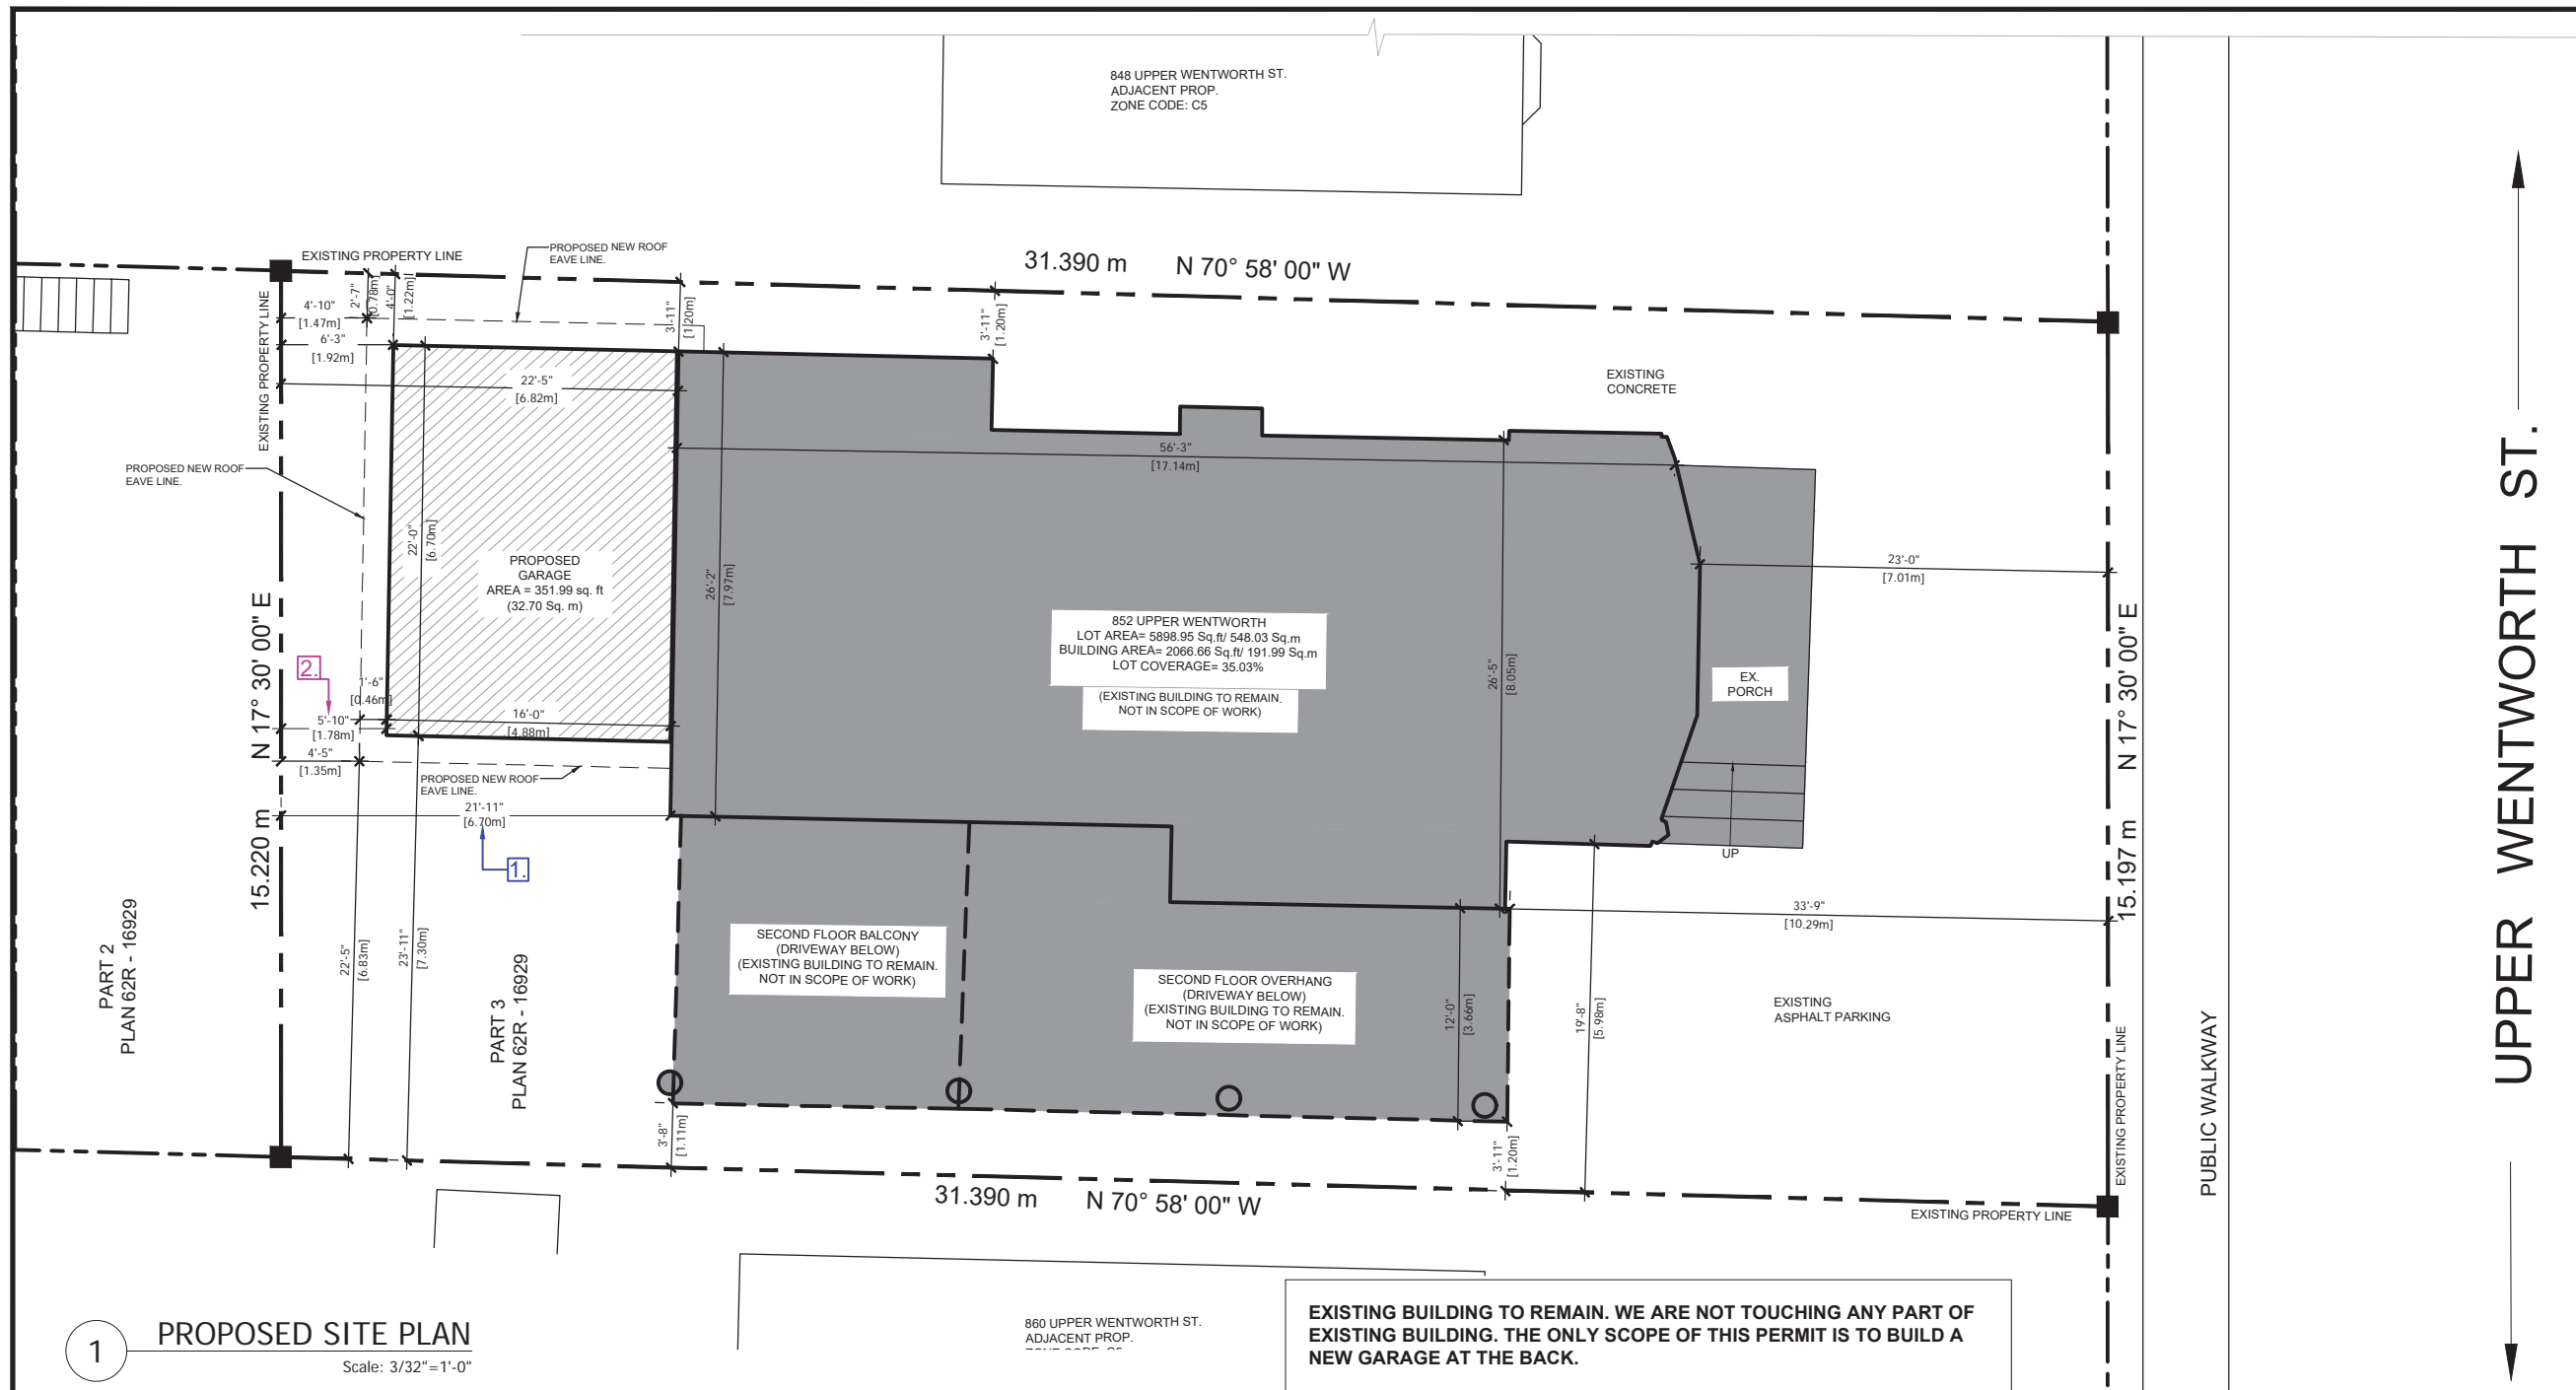 848 UPPER WENTWORTH ST.
ADJACENT PROP.
ZONE CODE: C5
EXISTING PROPERTY LINE
PROPOSED NEW ROOF
EAVE LINE.
31.390 m N 70° 58' 00" W
4'-10"
[1.47m]
2'-7"
[0.78m]
4'-0"
[1.22m]
3'-11"
[1.20m]
3'-11"
[1.20m]
6'-3"
[1.92m]
EXISTING PROPERTY LINE
22'-5"
[6.82m]
EXISTING
CONCRETE
56'-3"
[17.14m]
PROPOSED NEW ROOF
EAVE LINE.
22'-0"
[6.70m]
PROPOSED
GARAGE
AREA = 351.99 sq. ft
(32.70 Sq. m)
26'-2"
[7.97m]
23'-0"
[7.01m]
852 UPPER WENTWORTH
LOT AREA= 5898.95 Sq.ft/ 548.03 Sq.m
BUILDING AREA= 2066.66 Sq.ft/ 191.99 Sq.m
LOT COVERAGE= 35.03%
(EXISTING BUILDING TO REMAIN.
NOT IN SCOPE OF WORK)
26'-5"
[8.05m]
EX.
PORCH
UP
N 17° 30' 00" E
15.220 m
2.
1'-6"
[0.46m]
5'-10"
[1.78m]
16'-0"
[4.88m]
4'-5"
[1.35m]
PROPOSED NEW ROOF
EAVE LINE.
21'-11"
[6.70m]
1.
N 17° 30' 00" E
15.197 m
33'-9"
[10.29m]
PART 2
PLAN 62R - 16929
22'-5"
[6.83m]
23'-11"
[7.30m]
PART 3
PLAN 62R - 16929
SECOND FLOOR BALCONY
(DRIVEWAY BELOW)
(EXISTING BUILDING TO REMAIN.
NOT IN SCOPE OF WORK)
SECOND FLOOR OVERHANG
(DRIVEWAY BELOW)
(EXISTING BUILDING TO REMAIN.
NOT IN SCOPE OF WORK)
12'-0"
[3.66m]
19'-8"
[5.98m]
EXISTING
ASPHALT PARKING
3'-8"
[1.11m]
3'-11"
[1.20m]
EXISTING PROPERTY LINE
PUBLIC WALKWAY
UPPER WENTWORTH ST.
31.390 m N 70° 58' 00" W
EXISTING PROPERTY LINE
860 UPPER WENTWORTH ST.
ADJACENT PROP.
1
PROPOSED SITE PLAN
Scale: 3/32"=1'-0"
EXISTING BUILDING TO REMAIN. WE ARE NOT TOUCHING ANY PART OF
EXISTING BUILDING. THE ONLY SCOPE OF THIS PERMIT IS TO BUILD A
NEW GARAGE AT THE BACK.